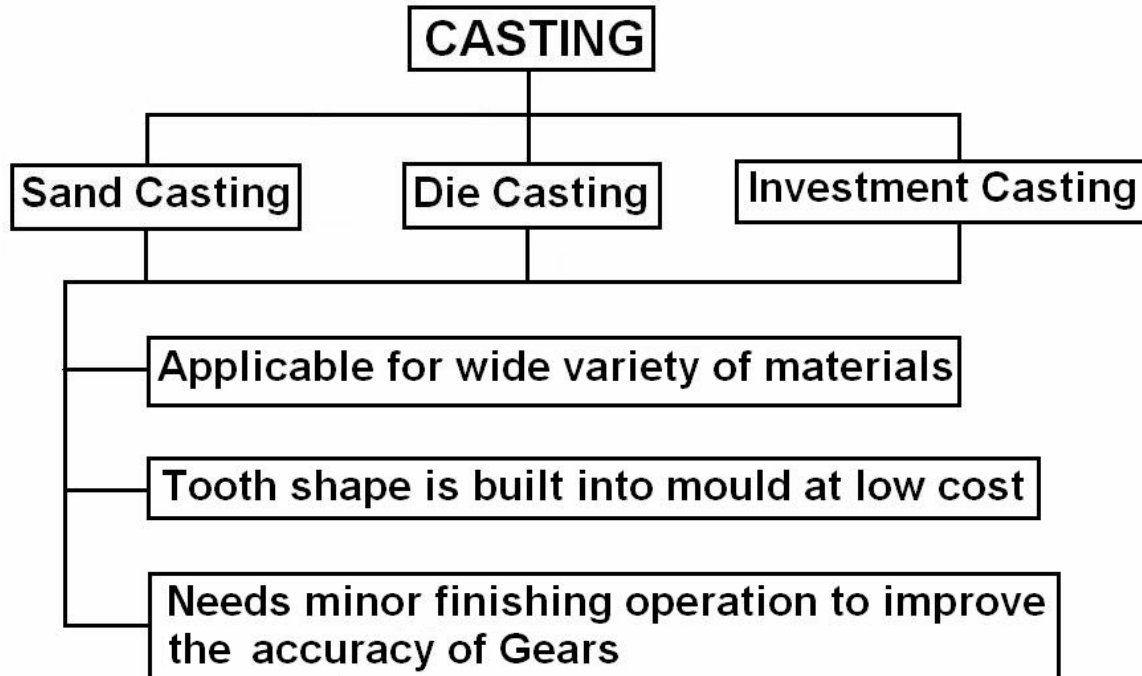 CASTING
Sand Casting
Die Casting
Investment Casting
Applicable for wide variety of materials
Tooth shape is built into mould at low cost
Needs minor finishing operation to improve
the accuracy of Gears